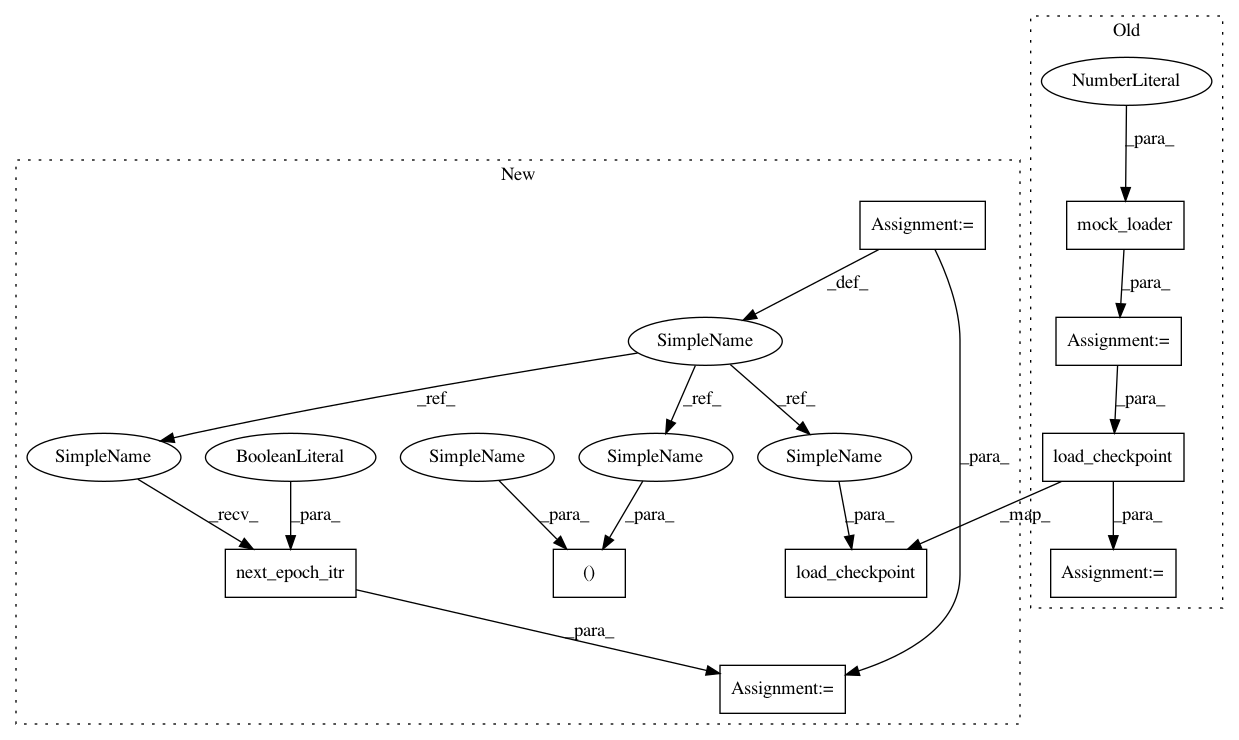 Old
NumberLiteral
_para_
New
Assignment:=
mock_loader
_def_
_para_
SimpleName
Assignment:=
_ref_
_ref_
_ref_
_para_
SimpleName
BooleanLiteral
SimpleName
SimpleName
SimpleName
_para_
load_checkpoint
_recv_
_para_
_para_
_para_
_para_
_map_
_para_
next_epoch_itr
()
load_checkpoint
Assignment:=
_para_
Assignment:=